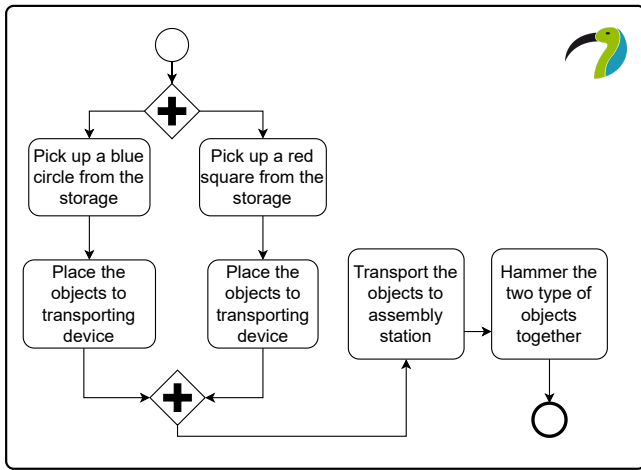 Pick up a blue
circle from the
storage
Pick up a red
square from the
storage
Place the
objects to
transporting
device
Place the
objects to
transporting
device
Transport the
objects to
assembly
station
Hammer the
two type of
objects
together